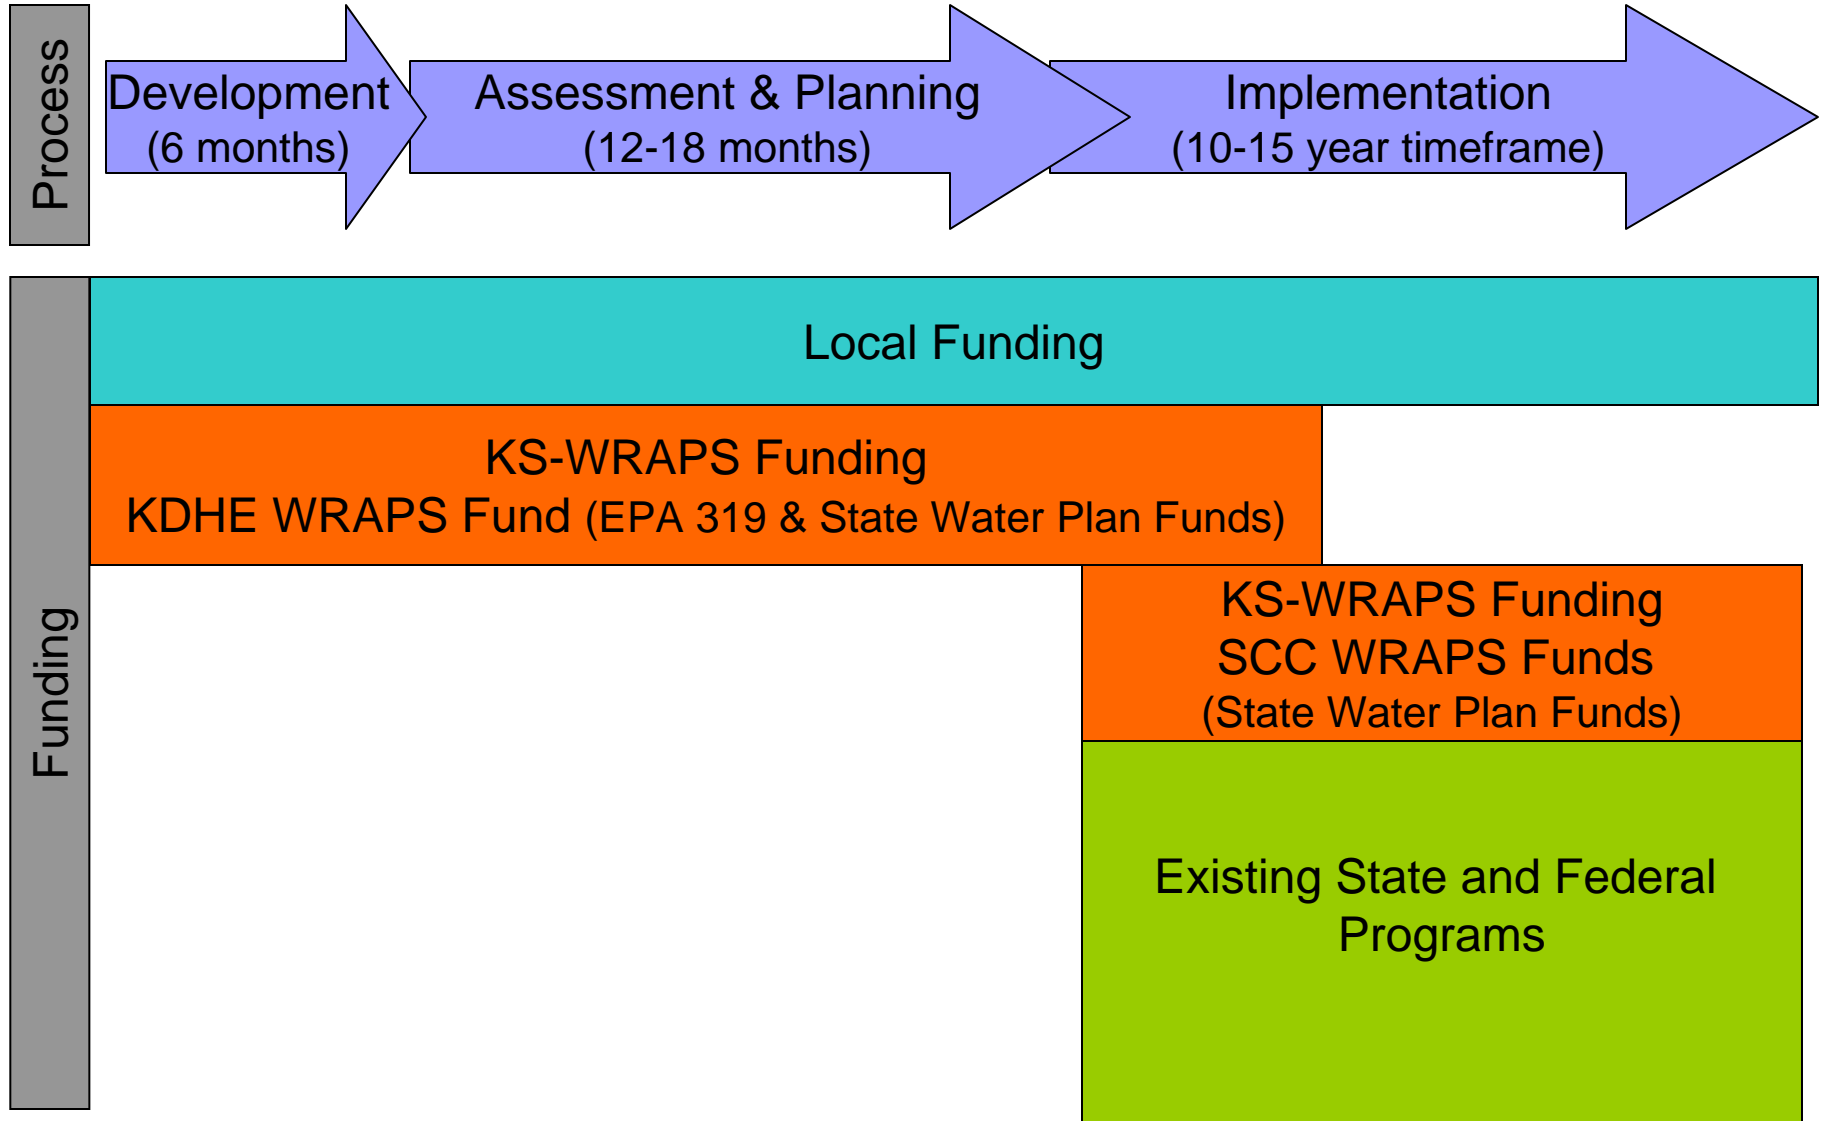 Process
Development
(6 months)
Assessment & Planning
(12-18 months)
Implementation
(10-15 year timeframe)
Funding
Local Funding
KS-WRAPS Funding
KDHE WRAPS Fund (EPA 319 & State Water Plan Funds)
KS-WRAPS Funding
SCC WRAPS Funds
(State Water Plan Funds)
Existing State and Federal
Programs